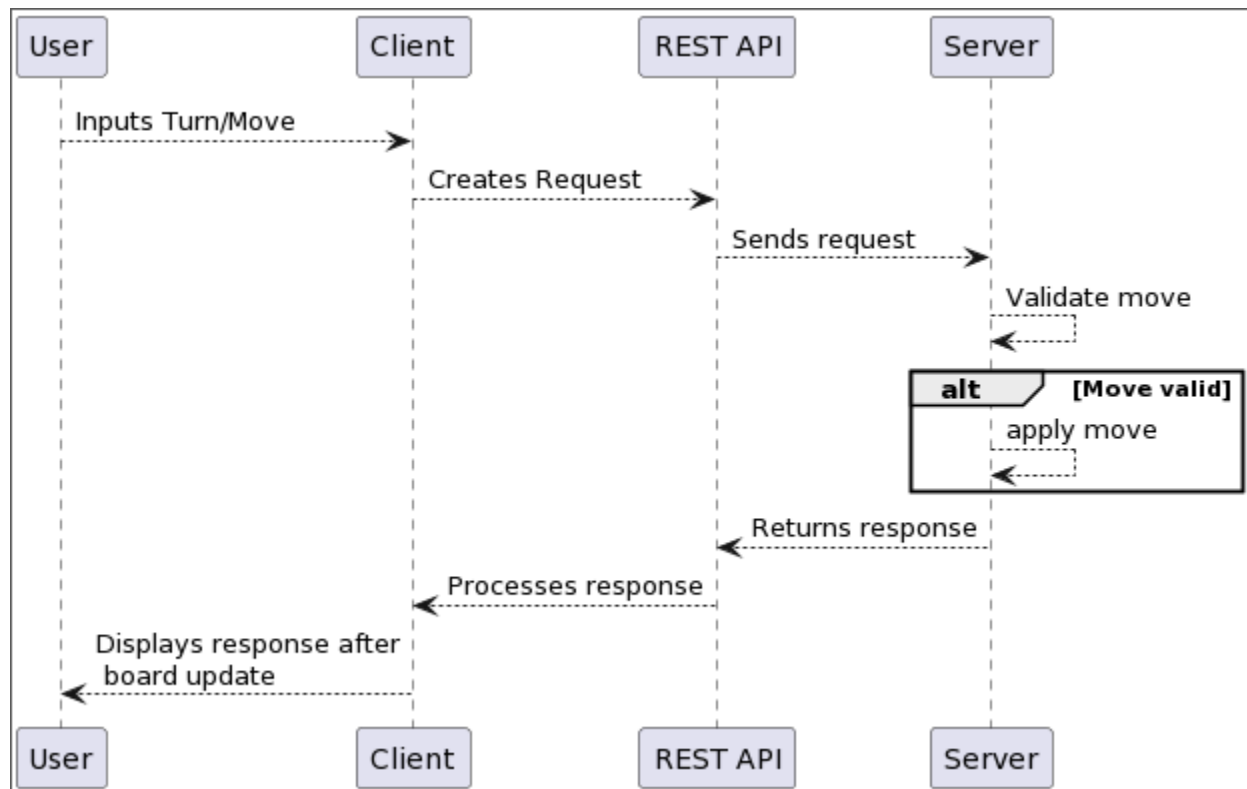 User Client REST API Server
Inputs Turn/Move
Creates Request
Sends request
Validate move
alt [Move valid]
apply move
Returns response
Processes response
Displays response after
board update
User Client REST API Server